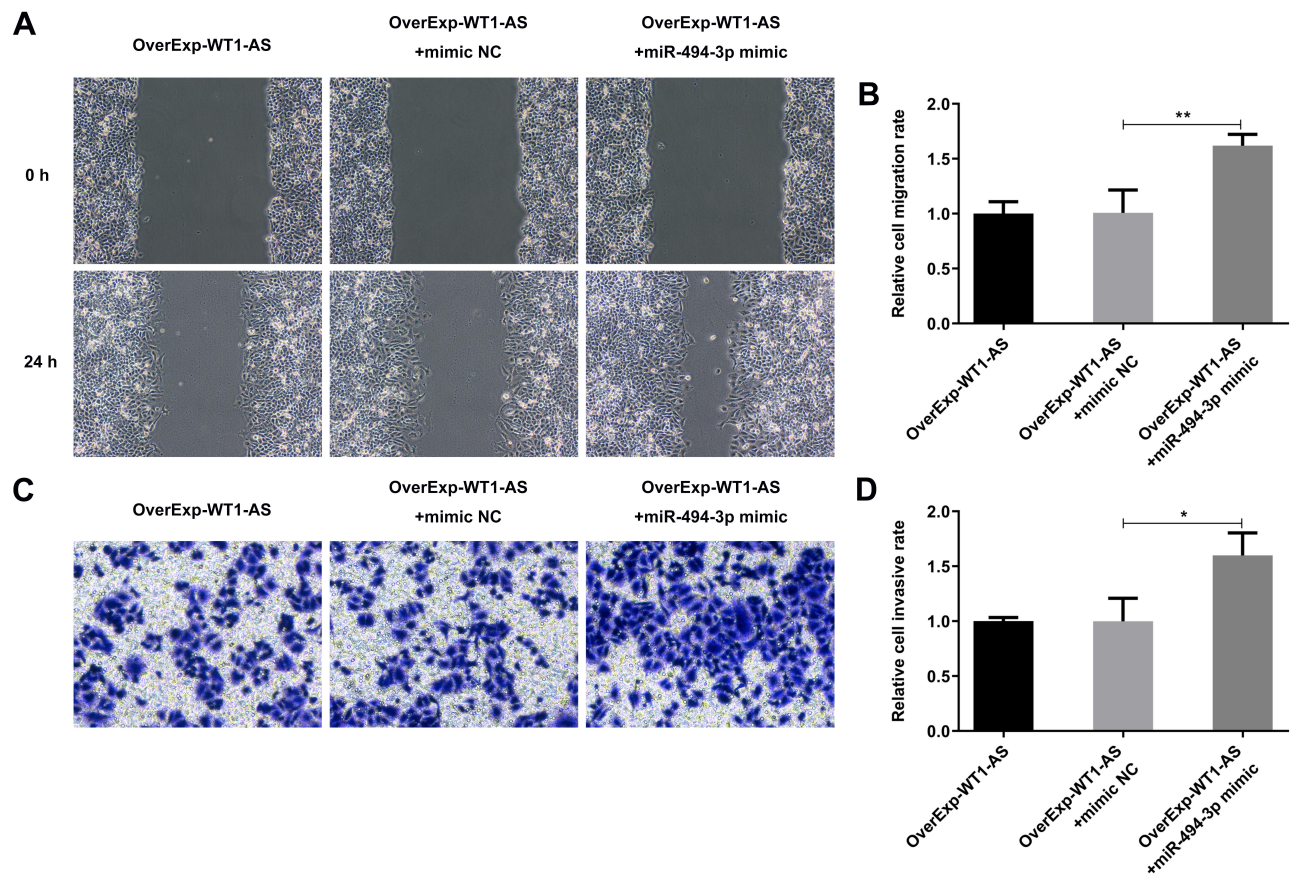 A
OverExp-WT1-AS
OverExp-WT1-AS
+mimic NC
OverExp-WT1-AS
+miR-494-3p mimic
0 h
24 h
B
Relative cell migration rate
2.0
1.5
1.0
0.5
0.0
**
OverExp-WT1-AS
OverExp-WT1-AS
+mimic NC
OverExp-WT1-AS
+miR-494-3p mimic
C
OverExp-WT1-AS
OverExp-WT1-AS
+mimic NC
OverExp-WT1-AS
+miR-494-3p mimic
D
Relative cell invasive rate
2.0
1.5
1.0
0.5
0.0
*
OverExp-WT1-AS
OverExp-WT1-AS
+mimic NC
OverExp-WT1-AS
+miR-494-3p mimic